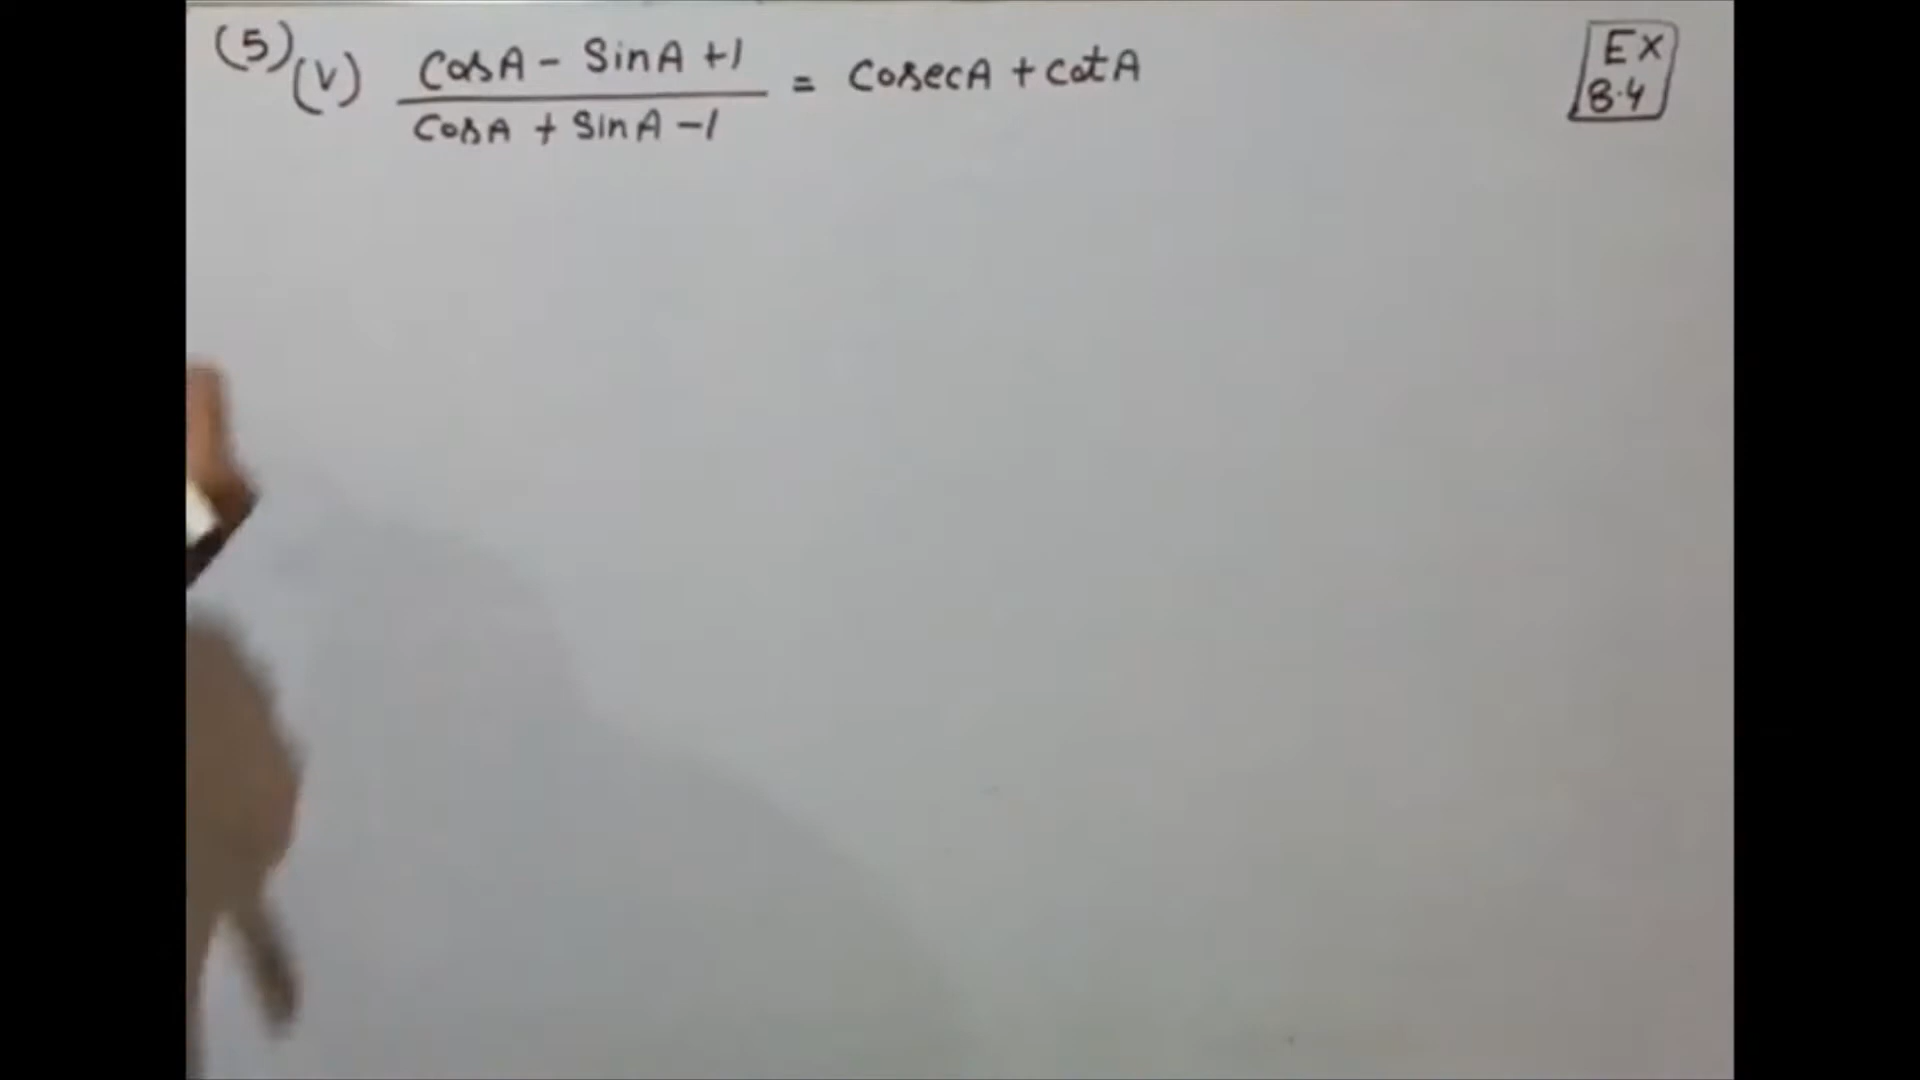 (5)(v) CosA - SinA +1 = CosecA + cotA
CosA + SinA -1
Ex
8.4